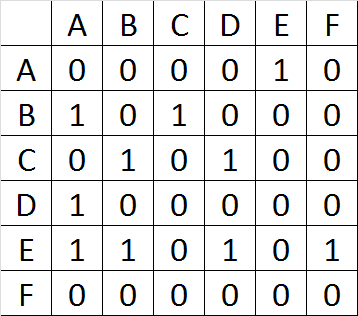 A B C D E F
A 0 0 0 0 1 0
B 1 0 1 0 0 0
C 0 1 0 1 0 0
D 1 0 0 0 0 0
E 1 1 0 1 0 1
F 0 0 0 0 0 0